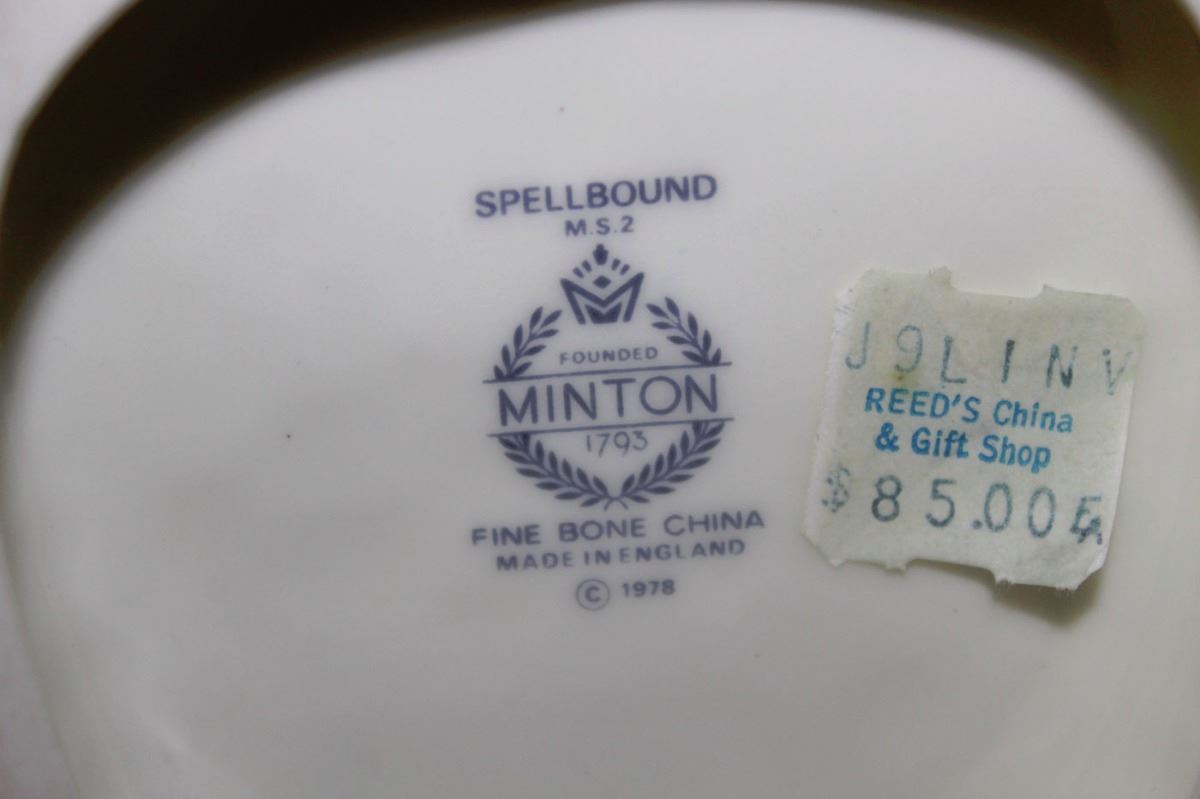 SPELLBOUND
M.S.2
FOUNDED
MINTON
1793
FINE BONE CHINA
MADE IN ENGLAND
© 1978
J9LINV
REED'S China
& Gift Shop
$85.00